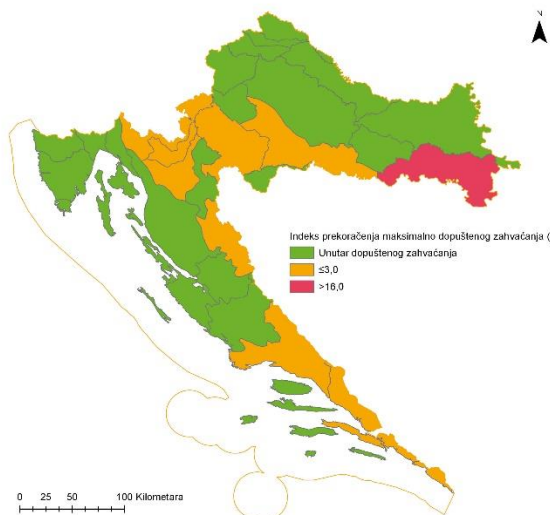 N
Indeks prekoračenja maksimalno dopuštenog zahvaćanja (
Unutar dopuštenog zahvaćanja
≤3,0
>16,0
0 25 50 100 Kilometara